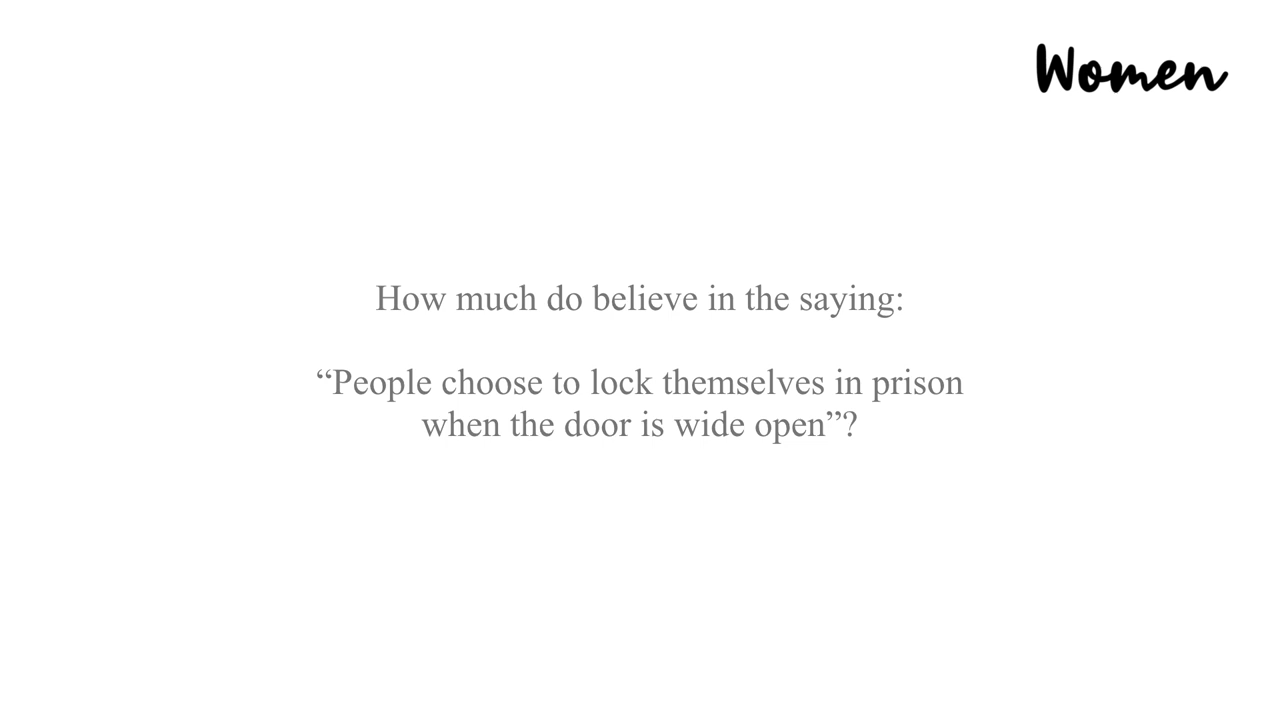 Women
How much do believe in the saying:
“People choose to lock themselves in prison
when the door is wide open”?